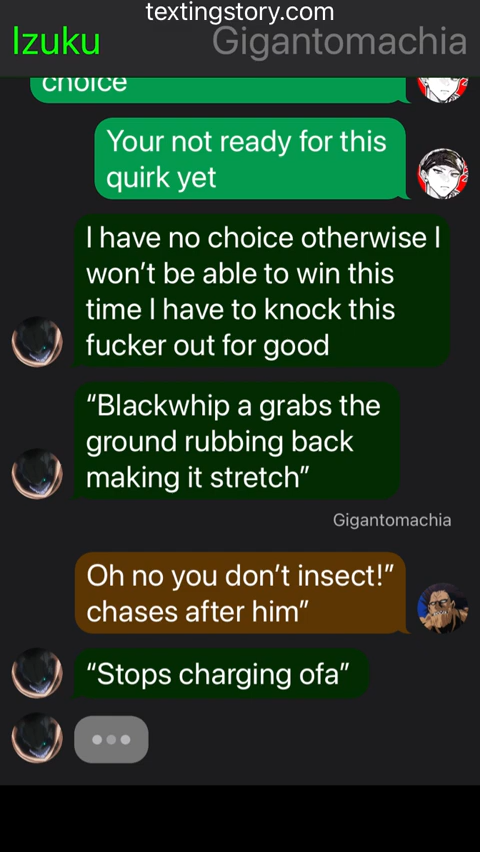 textingstory.com
Izuku Gigantomachia
choice
Your not ready for this
quirk yet
I have no choice otherwise I
won't be able to win this
time I have to knock this
fucker out for good
“Blackwhip a grabs the
ground rubbing back
making it stretch”
Gigantomachia
Oh no you don't insect!”
chases after him”
“Stops charging ofa”